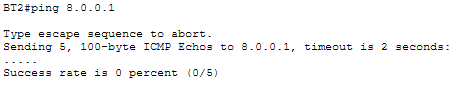 BT2#ping 8.0.0.1
Type escape sequence to abort.
Sending 5, 100-byte ICMP Echos to 8.0.0.1, timeout is 2 seconds:
.....
Success rate is 0 percent (0/5)